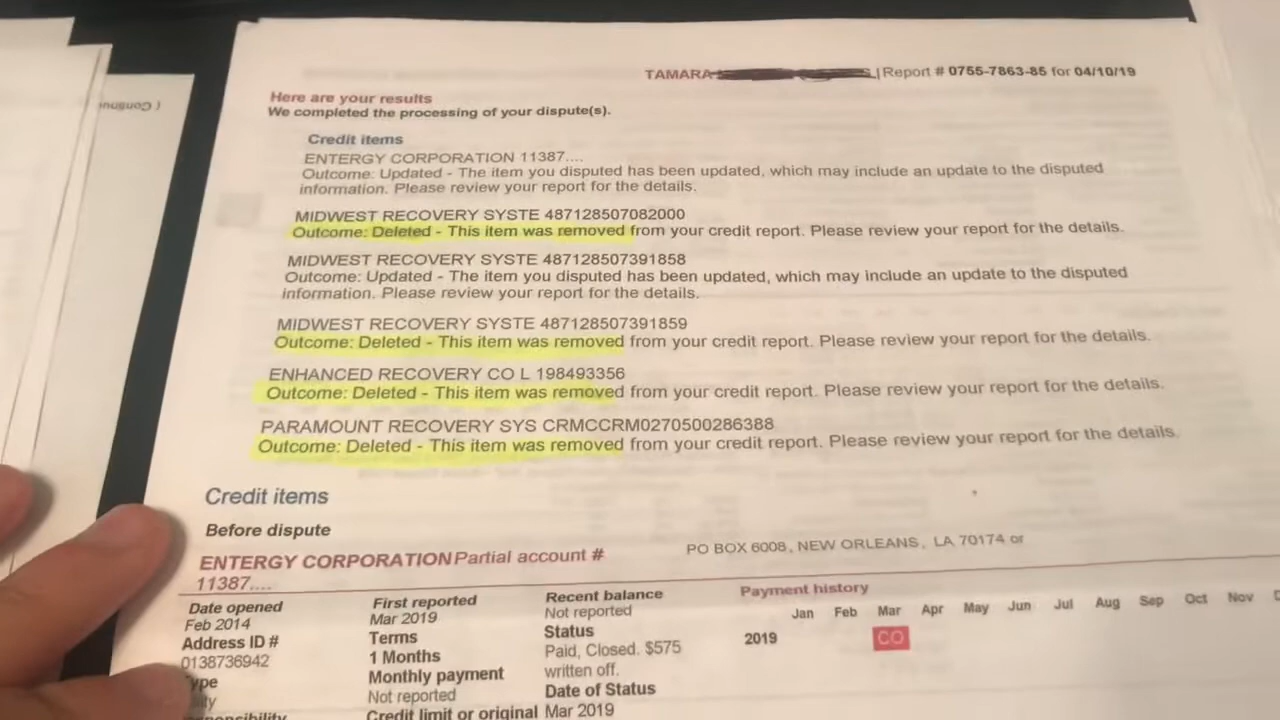 TAMARA | Report # 0755-7863-85 for 04/10/19
Here are your results
We completed the processing of your dispute(s).
Credit items
ENTERGY CORPORATION 11387....
Outcome: Updated - The item you disputed has been updated, which may include an update to the disputed
information. Please review your report for the details.
MIDWEST RECOVERY SYSTE 487128507082000
Outcome: Deleted - This item was removed from your credit report. Please review your report for the details.
MIDWEST RECOVERY SYSTE 487128507391858
Outcome: Updated - The item you disputed has been updated, which may include an update to the disputed
information. Please review your report for the details.
MIDWEST RECOVERY SYSTE 487128507391859
Outcome: Deleted - This item was removed from your credit report. Please review your report for the details.
ENHANCED RECOVERY CO L 198493356
Outcome: Deleted - This item was removed from your credit report. Please review your report for the details.
PARAMOUNT RECOVERY SYS CRMCCRM0270500286388
Outcome: Deleted - This item was removed from your credit report. Please review your report for the details.
Credit items
Before dispute
ENTERGY CORPORATION Partial account #
11387....
PO BOX 6008, NEW ORLEANS, LA 70174 or
Date opened
Feb 2014
Address ID #
0138736942
First reported
Mar 2019
Terms
1 Months
Monthly payment
Not reported
Credit limit or original
Recent balance
Not reported
Status
Paid, Closed. $575
written off.
Date of Status
Mar 2019
Payment history
Jan Feb Mar Apr May Jun Jul Aug Sep Oct Nov
2019 CO